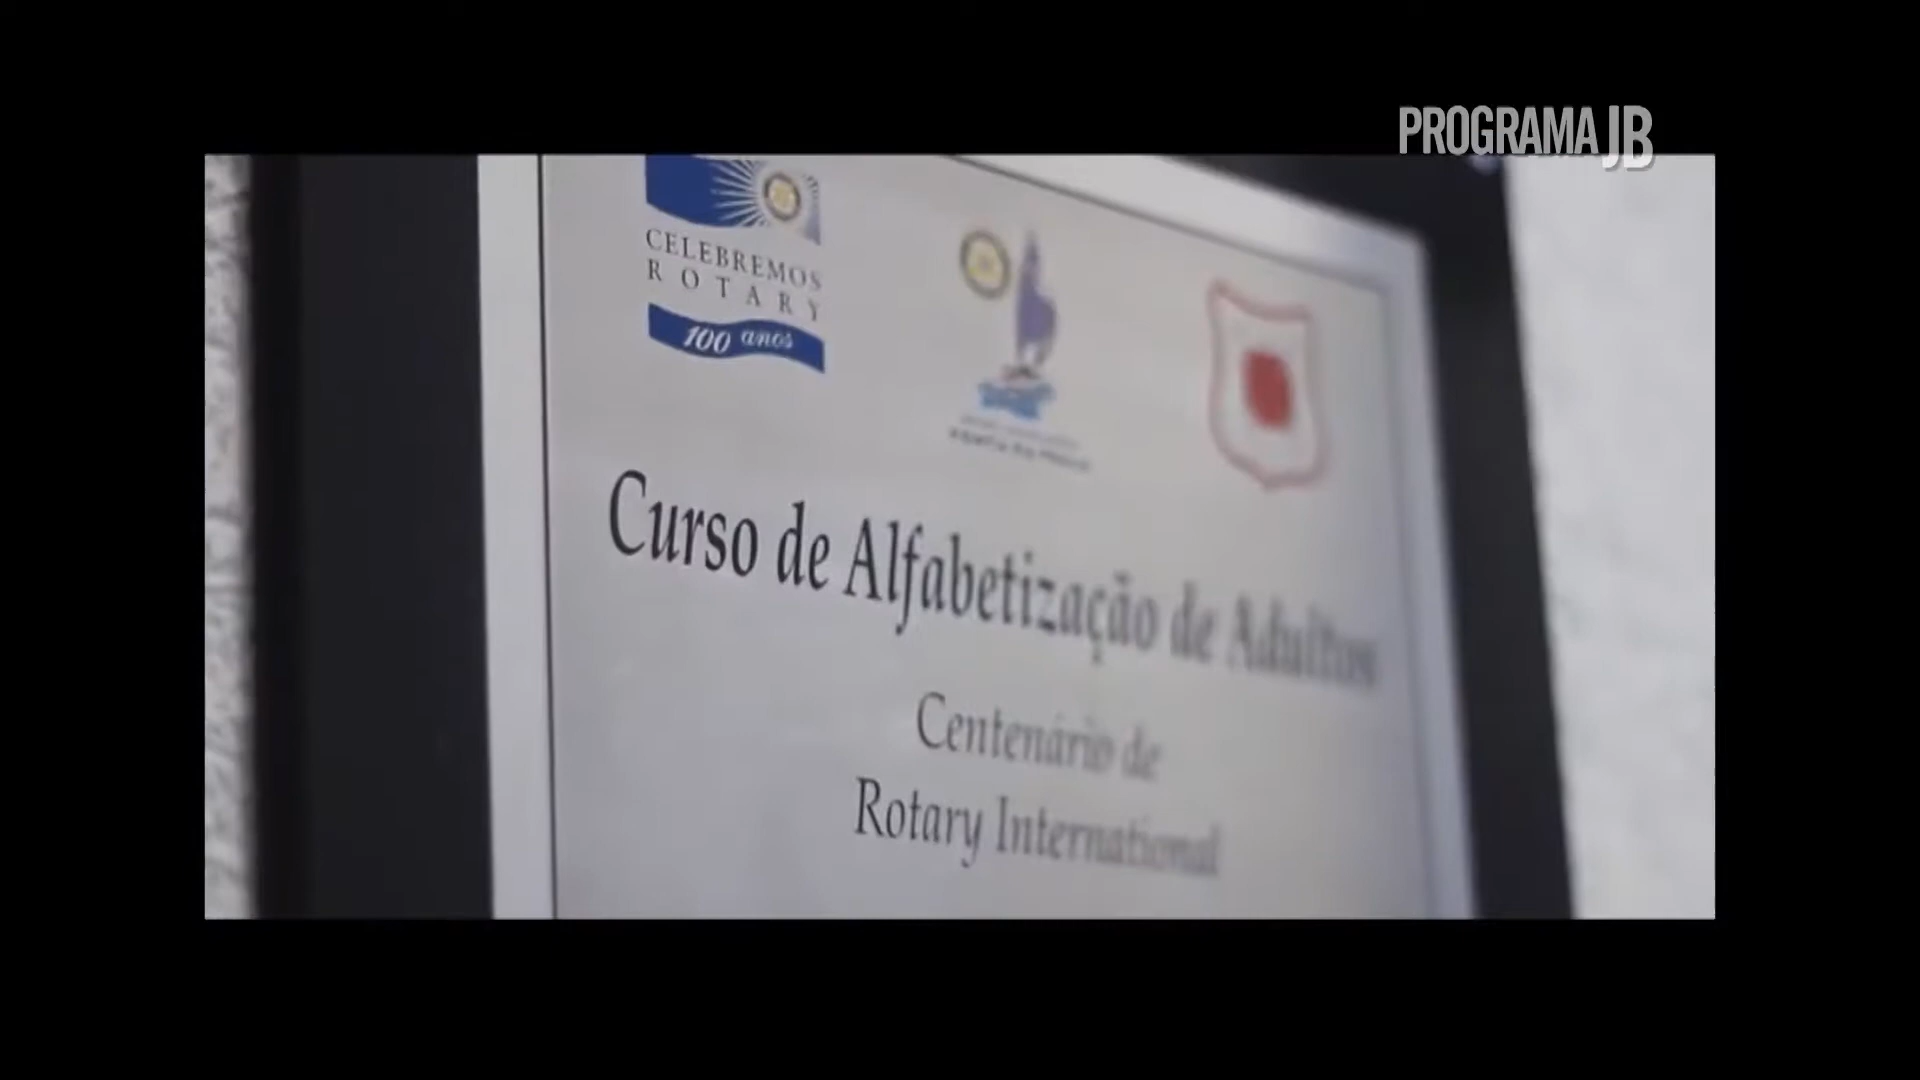 PROGRAMA JB
CELEBREMOS
ROTARY
100 anos
Curso de Alfabetização de Adultos
Centenário de
Rotary International